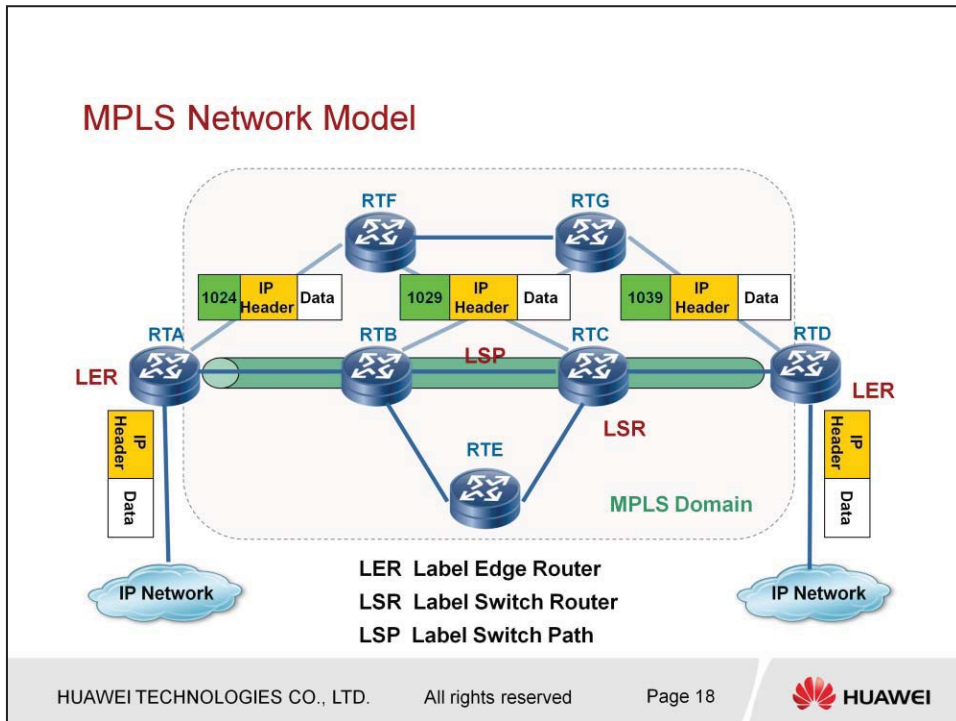 MPLS Network Model
RTF
RTG
1024 IP Header Data
1029 IP Header Data
1039 IP Header Data
RTA
RTB
LSP
RTC
RTD
LER
LER
LSR
IP Header
Data
RTE
MPLS Domain
IP Header
Data
IP Network
LER Label Edge Router
LSR Label Switch Router
LSP Label Switch Path
IP Network
HUAWEI TECHNOLOGIES CO., LTD. All rights reserved Page 18 HUAWEI